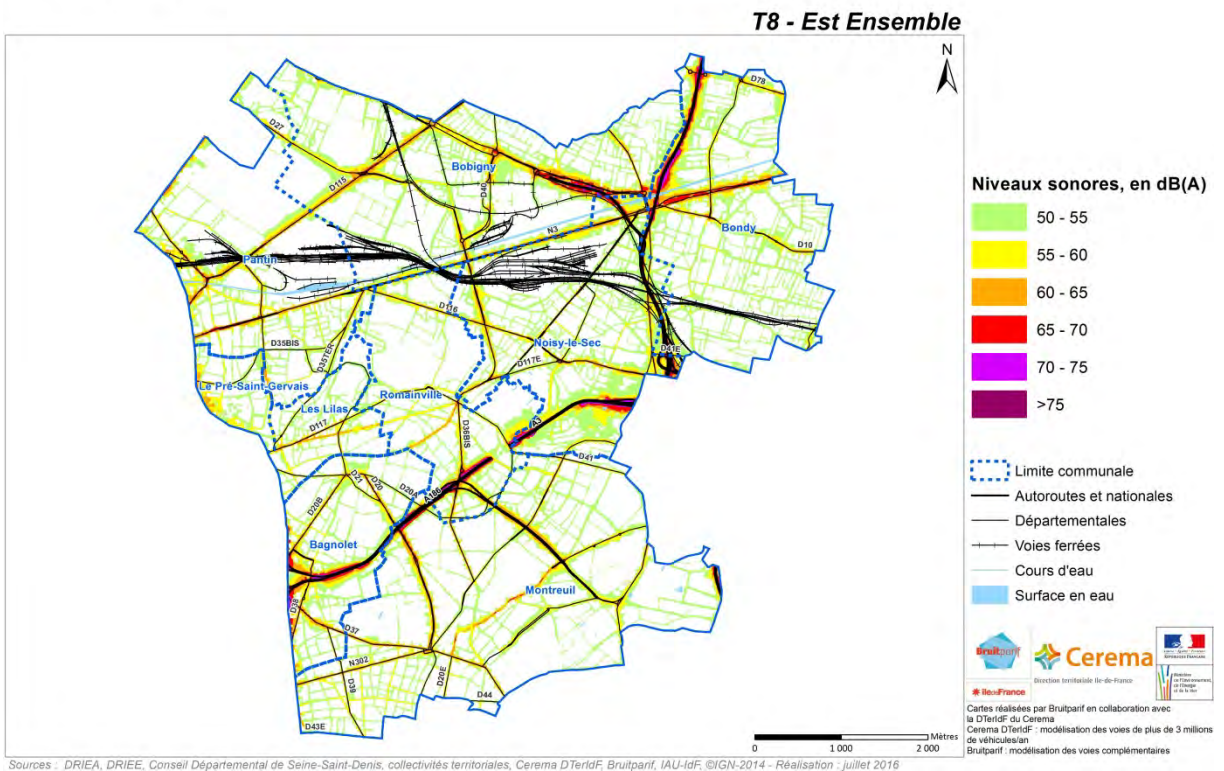 T8 - Est Ensemble
N
D78
D27
Bobigny
D115
D40
N3
Bondy
D10
Pantin
D116
D35BIS
D35TER
Noisy-le-Sec
D117E
D41E
Le Pré-Saint-Gervais
Romainville
Les Lilas
D117
D36BIS
A3
D41
D21
D20
D20A
A186
D20B
Bagnolet
Montreuil
D38
D37
N302
D39
D20E
D44
D43E
Niveaux sonores, en dB(A)
50 - 55
55 - 60
60 - 65
65 - 70
70 - 75
>75
Limite communale
Autoroutes et nationales
Départementales
Voies ferrées
Cours d'eau
Surface en eau
Bruitparif
Cerema
Direction territoriale Ile-de-France
îledeFrance
Cartes réalisées par Bruitparif en collaboration avec
la DTerIdF du Cerema
Cerema DTerIdF : modélisation des voies de plus de 3 millions
de véhicules/an
Bruitparif : modélisation des voies complémentaires
Mètres
0 1 000 2 000
Sources : DRIEA, DRIEE, Conseil Départemental de Seine-Saint-Denis, collectivités territoriales, Cerema DTerIdF, Bruitparif, IAU-IdF, ©IGN-2014 - Réalisation : juillet 2016